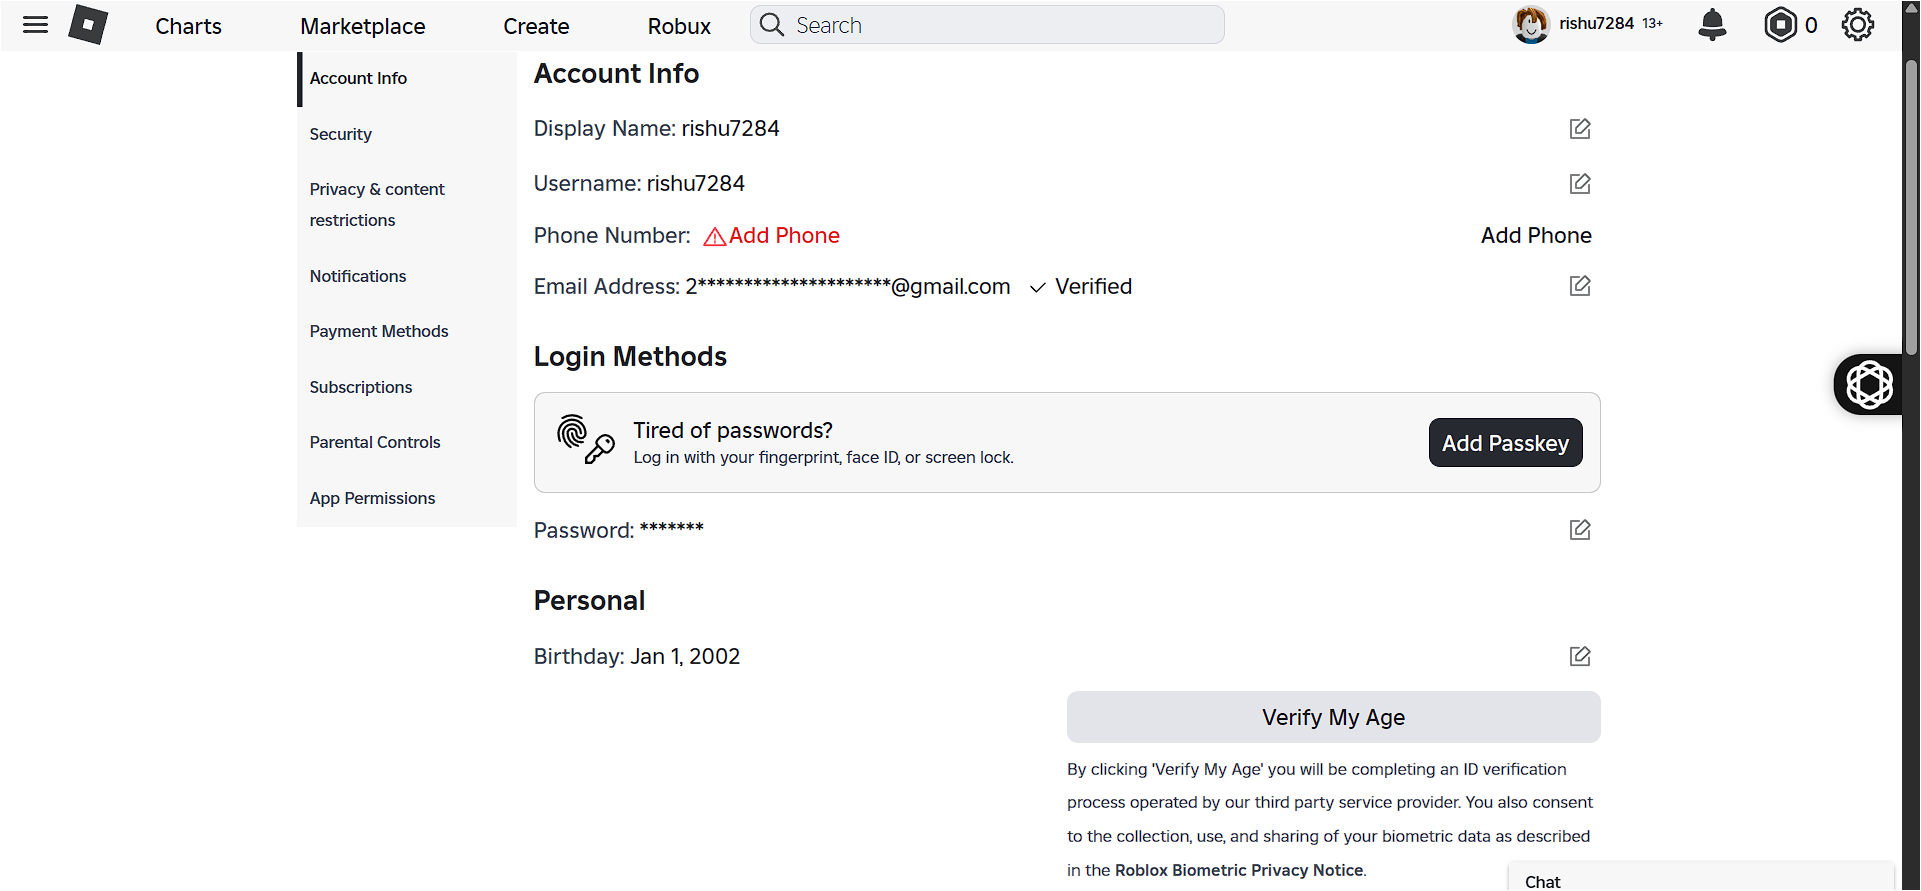 Charts
Marketplace
Create
Robux
Search
rishu7284 13+
0
Account Info
Security
Privacy & content
restrictions
Notifications
Payment Methods
Subscriptions
Parental Controls
App Permissions
Account Info
Display Name: rishu7284
Username: rishu7284
Phone Number: Add Phone
Add Phone
Email Address: 2*********************@gmail.com Verified
Login Methods
Tired of passwords?
Log in with your fingerprint, face ID, or screen lock.
Add Passkey
Password: *******
Personal
Birthday: Jan 1, 2002
Verify My Age
By clicking 'Verify My Age' you will be completing an ID verification
process operated by our third party service provider. You also consent
to the collection, use, and sharing of your biometric data as described
in the Roblox Biometric Privacy Notice.
Chat